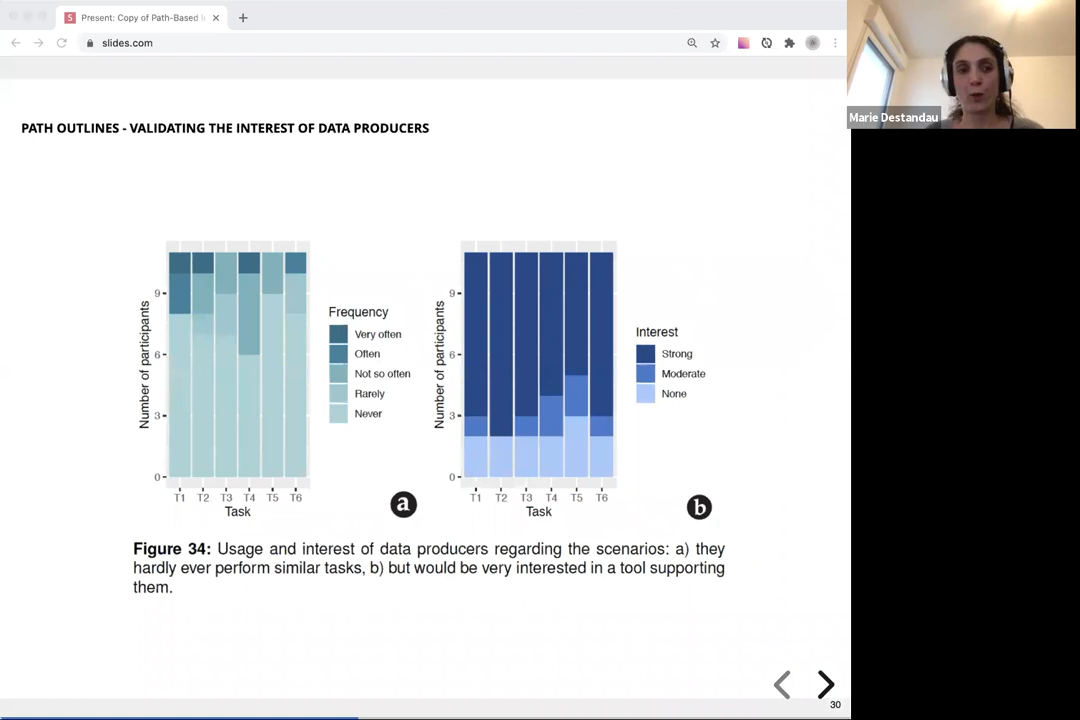 Present: Copy of Path-Based I
slides.com
Marie Destandau
PATH OUTLINES - VALIDATING THE INTEREST OF DATA PRODUCERS
Number of participants
9
6
3
0
T1 T2 T3 T4 T5 T6
Task
Frequency
Very often
Often
Not so often
Rarely
Never
a
Number of participants
9
6
3
0
T1 T2 T3 T4 T5 T6
Task
Interest
Strong
Moderate
None
b
Figure 34: Usage and interest of data producers regarding the scenarios: a) they
hardly ever perform similar tasks, b) but would be very interested in a tool supporting
them.
30